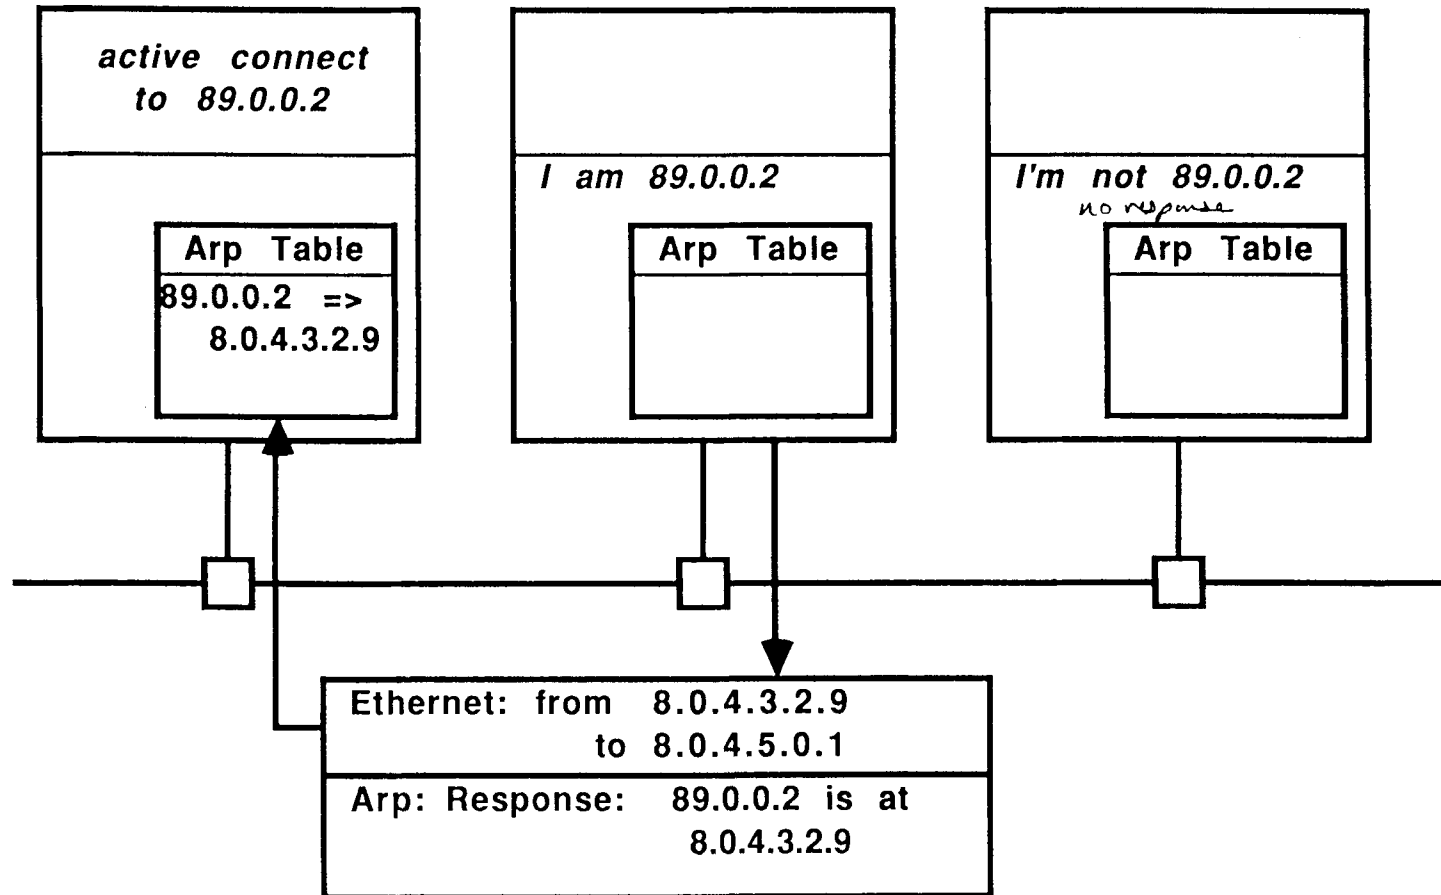 active connect
to 89.0.0.2
Arp Table
89.0.0.2 =>
8.0.4.3.2.9
I am 89.0.0.2
Arp Table
I'm not 89.0.0.2
no response
Arp Table
Ethernet: from 8.0.4.3.2.9
to 8.0.4.5.0.1
Arp: Response: 89.0.0.2 is at
8.0.4.3.2.9